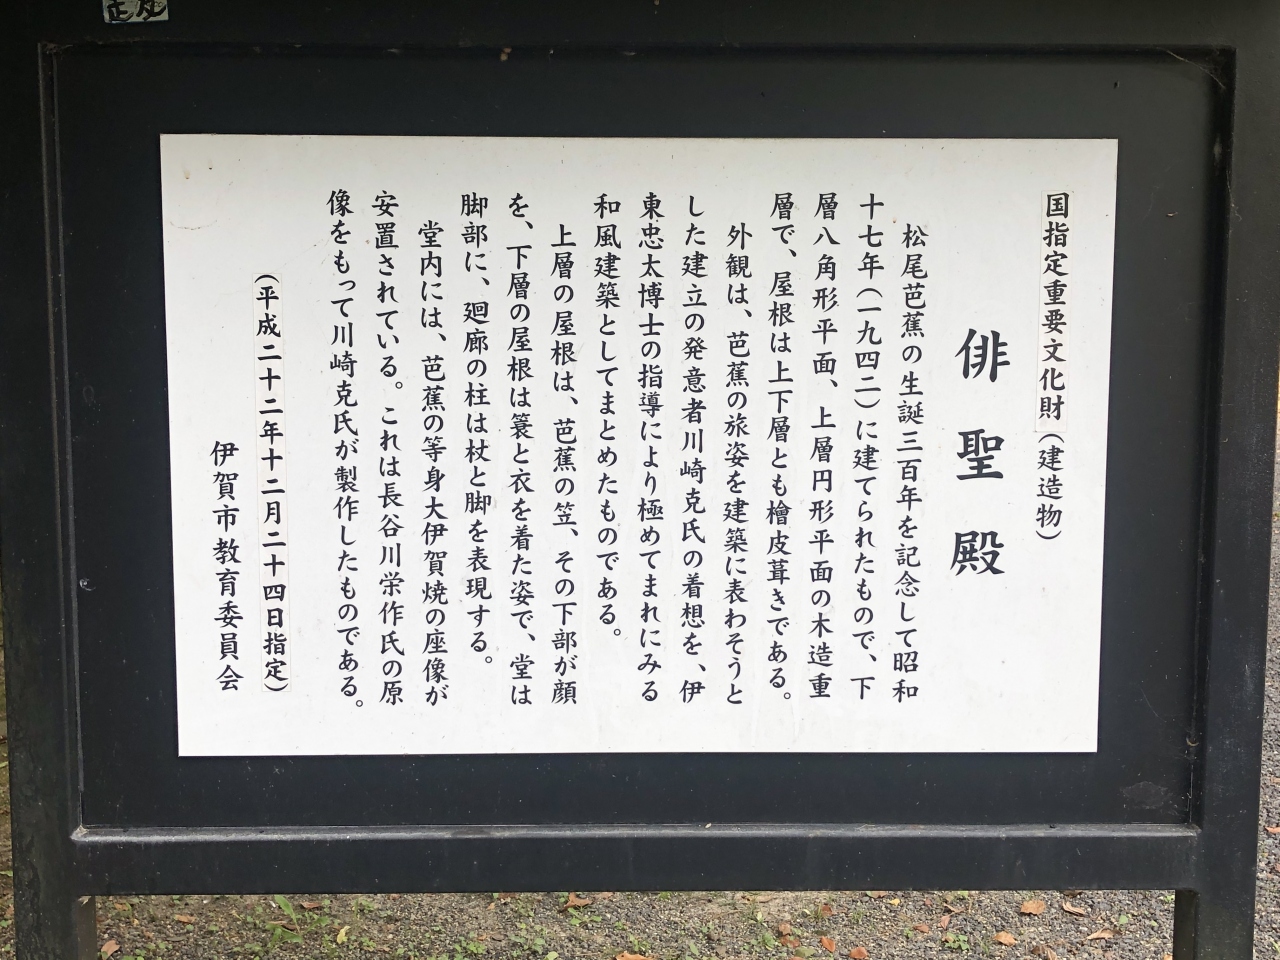 国指定重要文化財（建造物）
俳聖殿
松尾芭蕉の生誕三百年を記念して昭和
十七年（一九四二）に建てられたもので、下
層八角形平面、上層円形平面の木造重
層で、屋根は上下層とも檜皮葺きである。
外観は、芭蕉の旅姿を建築に表わそうと
した建立の発意者川崎克氏の着想を、伊
東忠太博士の指導により極めてまれにみる
和風建築としてまとめたものである。
上層の屋根は、芭蕉の笠、その下部が顔
を、下層の屋根は簑と衣を着た姿で、堂は
脚部に、廻廊の柱は杖と脚を表現する。
堂内には、芭蕉の等身大伊賀焼の座像が
安置されている。これは長谷川栄作氏の原
像をもって川崎克氏が製作したものである。
（平成二十二年十二月二十四日指定）
伊賀市教育委員会